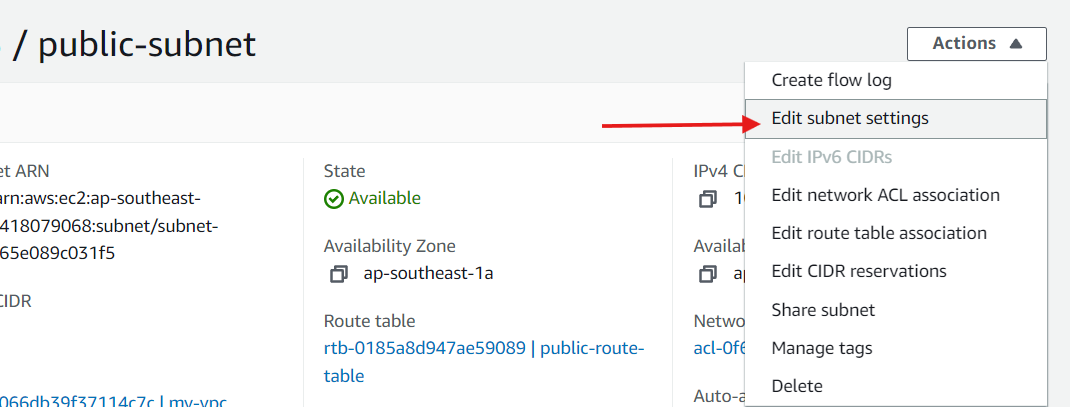 / public-subnet
Actions
Create flow log
Edit subnet settings
Edit IPv6 CIDRs
Edit network ACL association
Edit route table association
Edit CIDR reservations
Share subnet
Manage tags
Delete
et ARN
arn:aws:ec2:ap-southeast-
418079068:subnet/subnet-
65e089c031f5
CIDR
066db39f37114c7c | my-vpc
State
Available
Availability Zone
ap-southeast-1a
Route table
rtb-0185a8d947ae59089 | public-route-
table
IPv4 C
Availa
Netwo
acl-0f6
Auto-a